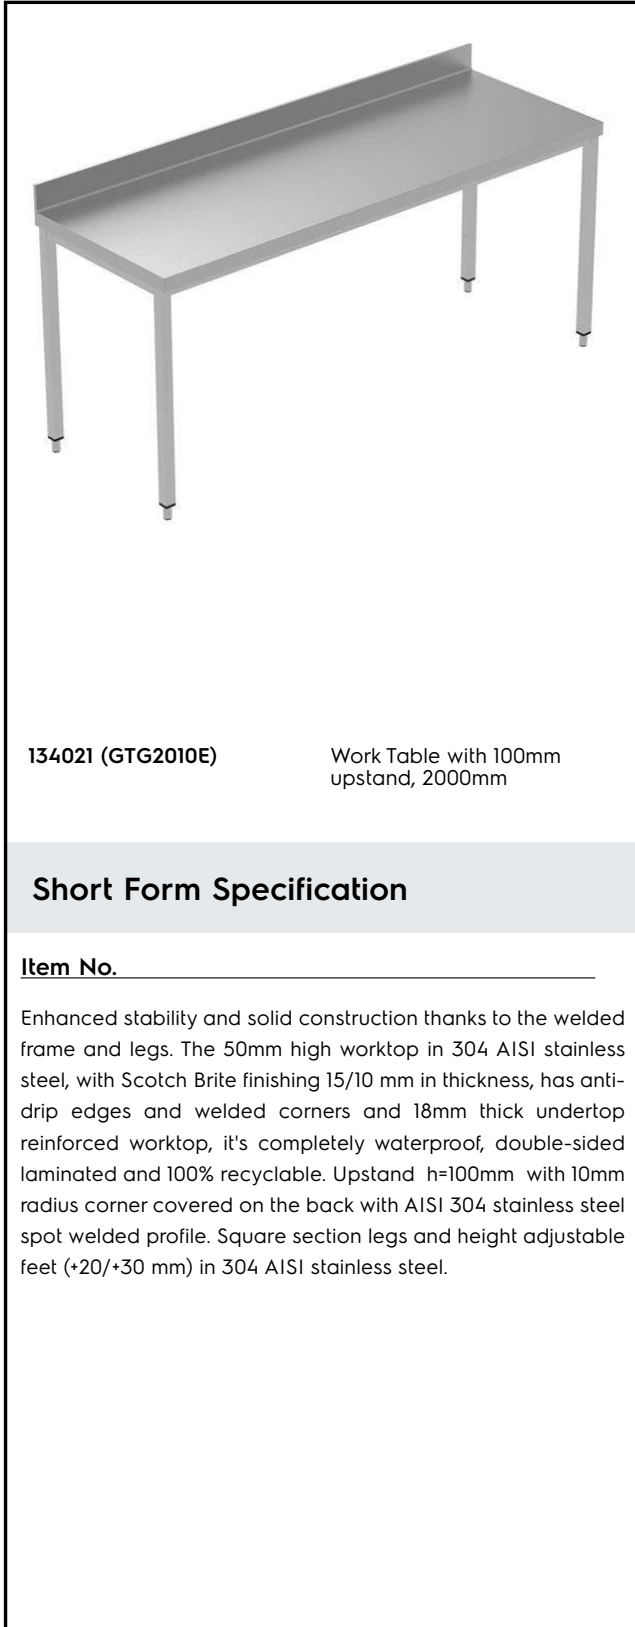 134021 (GTG2010E)
Work Table with 100mm
upstand, 2000mm
Short Form Specification
Item No.
Enhanced stability and solid construction thanks to the welded
frame and legs. The 50mm high worktop in 304 AISI stainless
steel, with Scotch Brite finishing 15/10 mm in thickness, has anti-
drip edges and welded corners and 18mm thick undertop
reinforced worktop, it's completely waterproof, double-sided
laminated and 100% recyclable. Upstand h=100mm with 10mm
radius corner covered on the back with AISI 304 stainless steel
spot welded profile. Square section legs and height adjustable
feet (+20/+30 mm) in 304 AISI stainless steel.